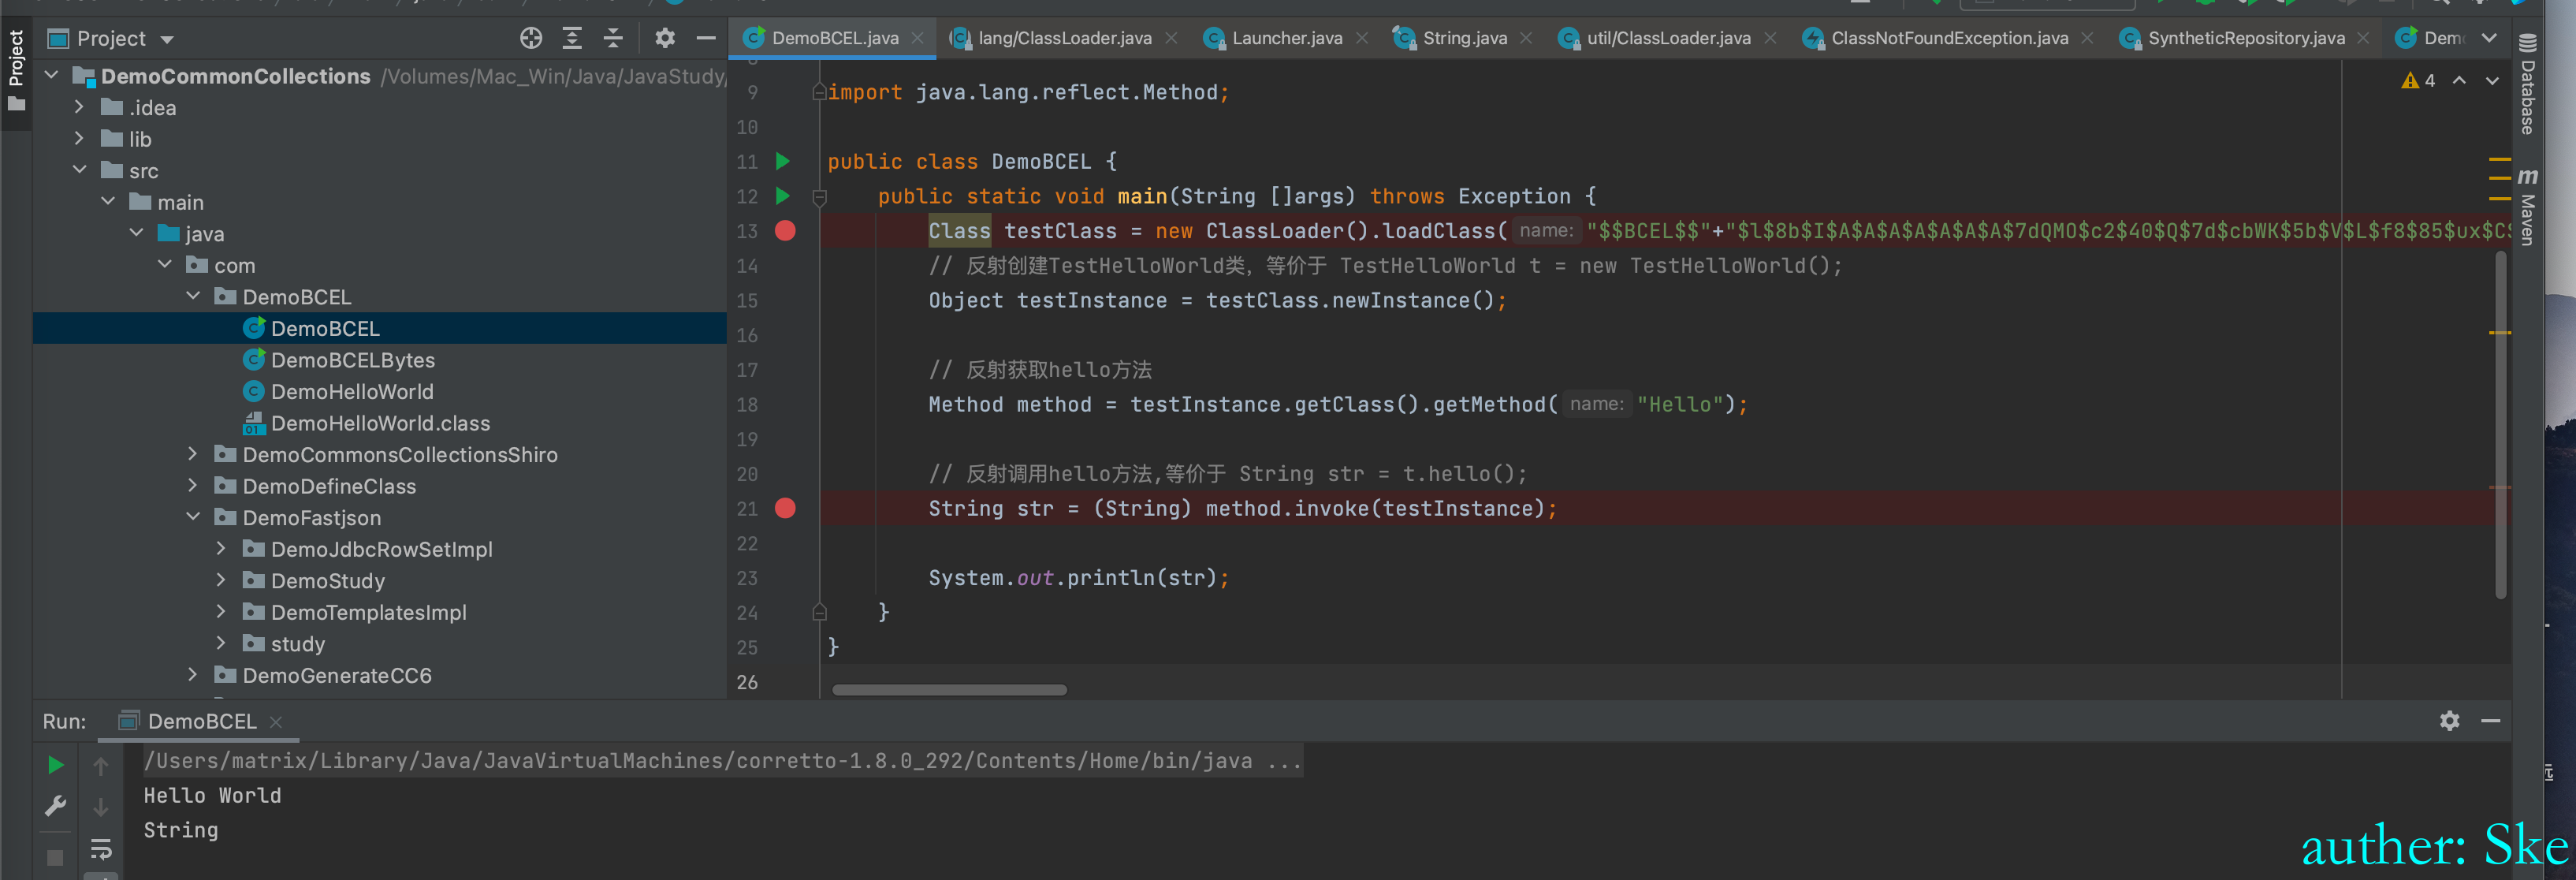 Project
Project
DemoBCEL.java
lang/ClassLoader.java
Launcher.java
String.java
util/ClassLoader.java
ClassNotFoundException.java
SyntheticRepository.java
Dem
DemoCommonCollections /Volumes/Mac_Win/Java/JavaStudy/
.idea
lib
src
main
java
com
DemoBCEL
DemoBCEL
DemoBCELBytes
DemoHelloWorld
DemoHelloWorld.class
DemoCommonsCollectionsShiro
DemoDefineClass
DemoFastjson
DemoJdbcRowSetImpl
DemoStudy
DemoTemplatesImpl
study
DemoGenerateCC6
4
9 import java.lang.reflect.Method;
10
11 public class DemoBCEL {
12 public static void main(String []args) throws Exception {
13 Class testClass = new ClassLoader().loadClass( name: "$$BCEL$$"+"$l$8b$I$A$A$A$A$A$A$A$7dQMO$c2$40$Q$7d$cbWK$5b$V$L$f8$85$ux$C$
14 // 反射创建TestHelloWorld类，等价于 TestHelloWorld t = new TestHelloWorld();
15 Object testInstance = testClass.newInstance();
16
17 // 反射获取hello方法
18 Method method = testInstance.getClass().getMethod( name: "Hello");
19
20 // 反射调用hello方法,等价于 String str = t.hello();
21 String str = (String) method.invoke(testInstance);
22
23 System.out.println(str);
24 }
25 }
26
Database
Maven
Run: DemoBCEL
/Users/matrix/Library/Java/JavaVirtualMachines/corretto-1.8.0_292/Contents/Home/bin/java ...
Hello World
String
auther: Ske